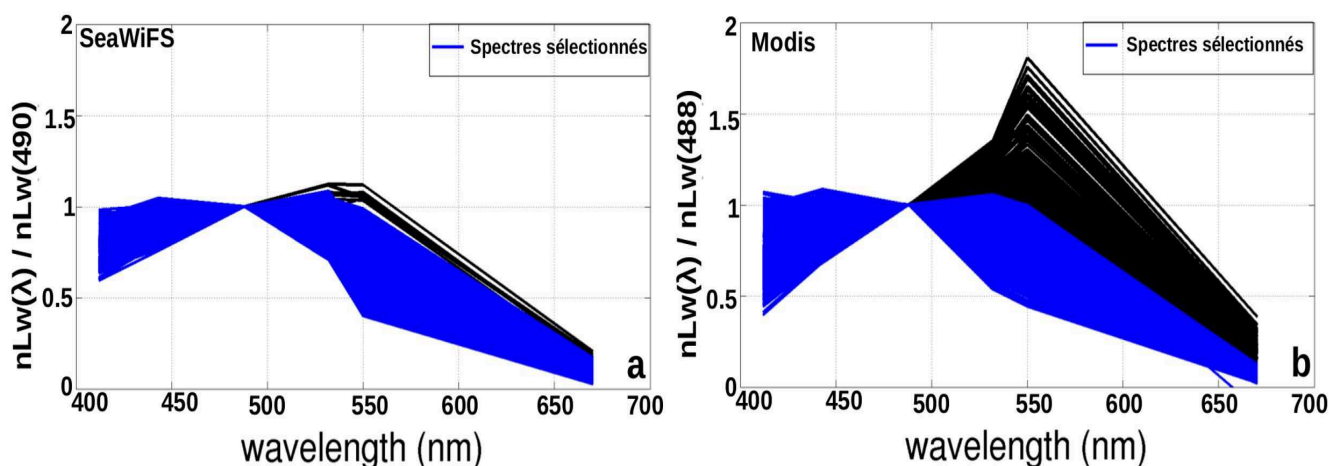 SeaWiFS
Spectres sélectionnés
nLw(λ) / nLw(490)
2
1.5
1
0.5
0
400 450 500 550 600 650 700
wavelength (nm)
a
Modis
Spectres sélectionnés
nLw(λ) / nLw(488)
2
1.5
1
0.5
0
400 450 500 550 600 650 700
wavelength (nm)
b